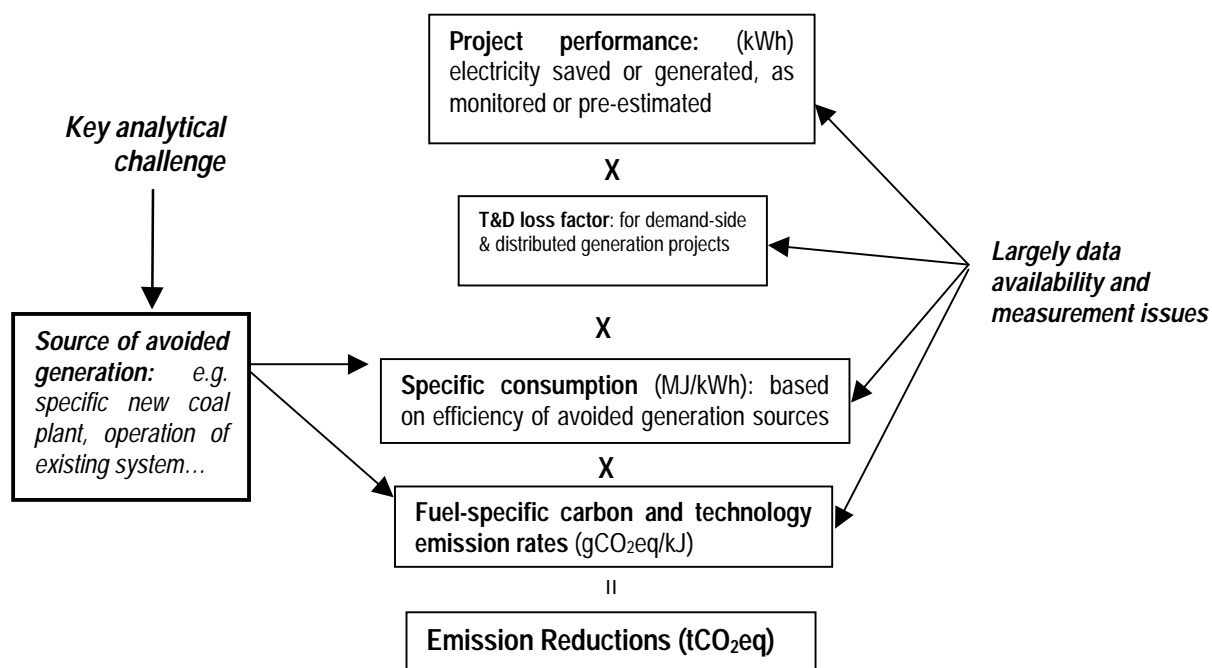 Project performance: (kWh)
electricity saved or generated, as
monitored or pre-estimated
Key analytical
challenge
X
T&D loss factor: for demand-side
& distributed generation projects
Largely data
availability and
measurement issues
X
Source of avoided
generation: e.g.
specific new coal
plant, operation of
existing system…
Specific consumption (MJ/kWh): based
on efficiency of avoided generation sources
X
Fuel-specific carbon and technology
emission rates (gCO₂eq/kJ)
=
Emission Reductions (tCO₂eq)